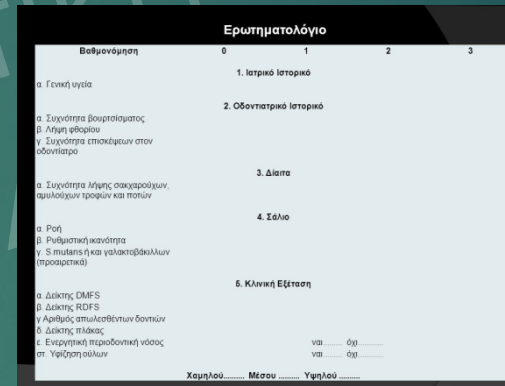 Ερωτηματολόγιο
Βαθμονόμηση 0 1 2 3
1. Ιατρικό Ιστορικό
α. Γενική υγεία
2. Οδοντιατρικό Ιστορικό
α. Συχνότητα βουρτσίσματος
β. Λήψη φθορίου
γ. Συχνότητα επισκέψεων στον
οδοντίατρο
3. Δίαιτα
α. Συχνότητα λήψης σακχαρούχων,
αμυλούχων τροφών και ποτών
4. Σάλιο
α. Ροή
β. Ρυθμιστική ικανότητα
γ. S.mutans ή και γαλακτοβάκιλλων
(προαιρετικά)
5. Κλινική Εξέταση
α. Δείκτης DMFS
β. Δείκτης RDFS
γ Αριθμός απωλεσθέντων δοντιών
δ. Δείκτης πλάκας
ε. Ενεργητική περιοδοντική νόσος ναι......... όχι............
στ. Υφίζηση ούλων ναι......... όχι............
Χαμηλού.......... Μέσου .......... Υψηλού ..........